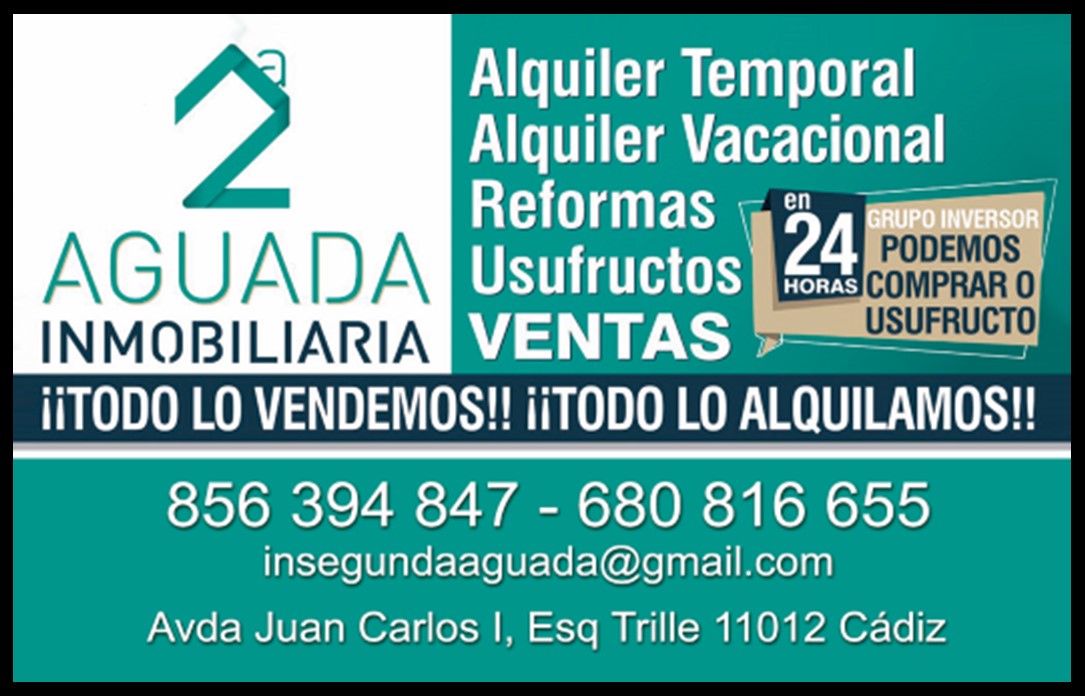 2ª
AGUADA
INMOBILIARIA
Alquiler Temporal
Alquiler Vacacional
Reformas
Usufructos
VENTAS
en
24
HORAS
GRUPO INVERSOR
PODEMOS
COMPRAR O
USUFRUCTO
¡¡TODO LO VENDEMOS!! ¡¡TODO LO ALQUILAMOS!!
856 394 847 - 680 816 655
insegundaaguada@gmail.com
Avda Juan Carlos I, Esq Trille 11012 Cádiz